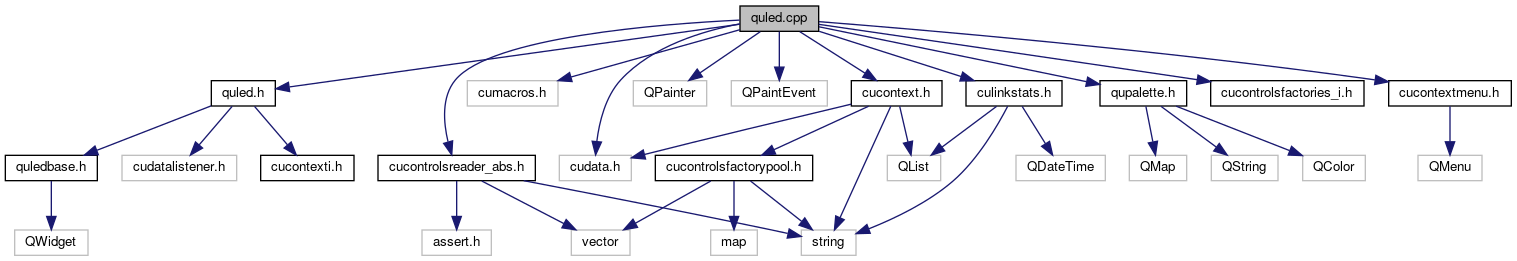 quled.cpp
quled.h
cumacros.h
QPainter
QPaintEvent
cucontext.h
culinkstats.h
qupalette.h
cucontrolsfactories_i.h
cucontextmenu.h
quledbase.h
cudatalistener.h
cucontexti.h
cucontrolsreader_abs.h
cudata.h
cucontrolsfactorypool.h
QList
QDateTime
QMap
QString
QColor
QMenu
QWidget
assert.h
vector
map
string